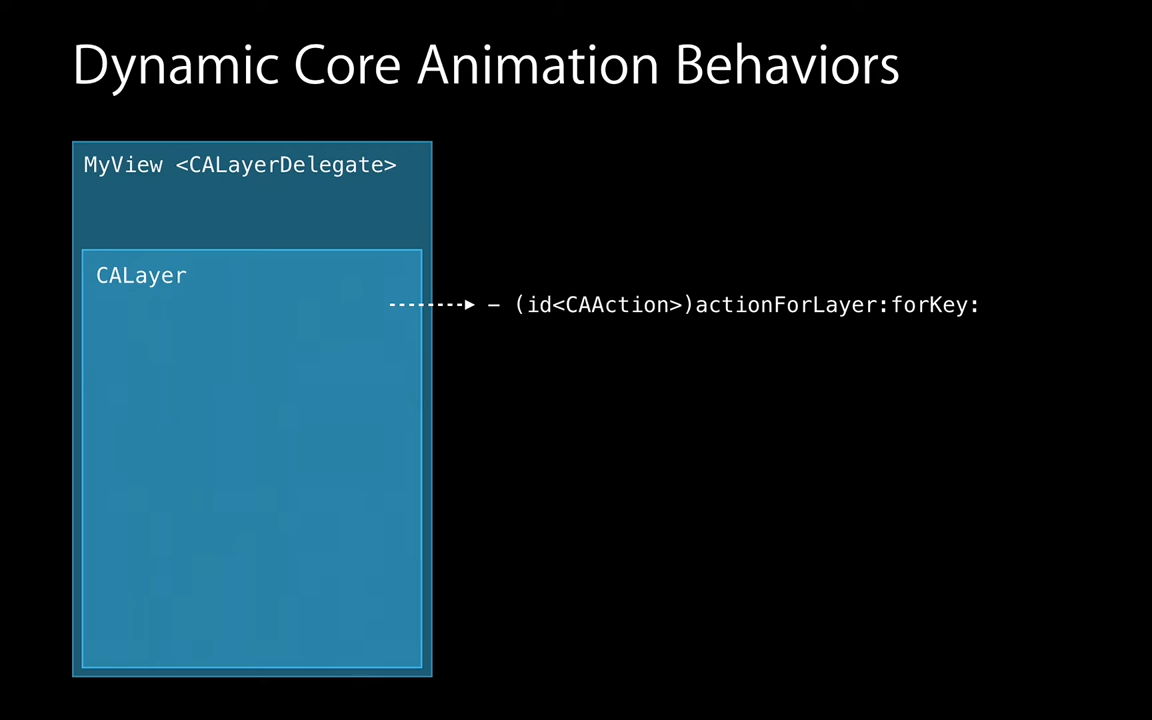 Dynamic Core Animation Behaviors
MyView <CALayerDelegate>
CALayer
- (id<CAAction>)actionForLayer:forKey: